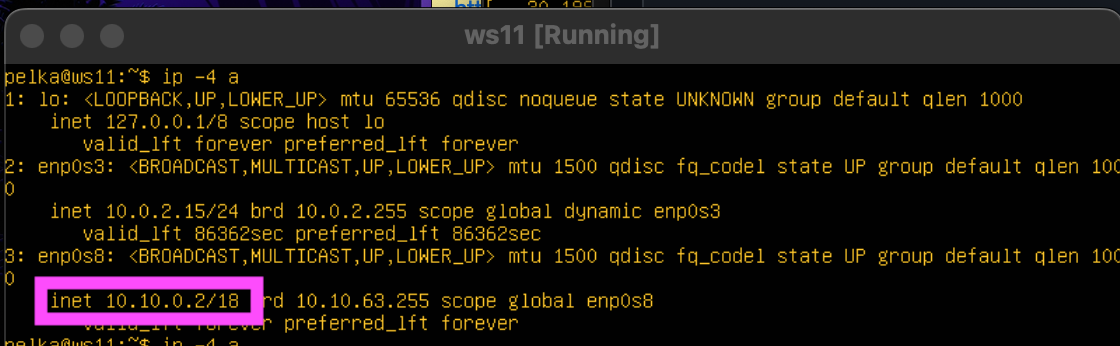 ws11 [Running]
pelka@ws11:~$ ip -4 a
1: lo: <LOOPBACK,UP,LOWER_UP> mtu 65536 qdisc noqueue state UNKNOWN group default qlen 1000
inet 127.0.0.1/8 scope host lo
valid_lft forever preferred_lft forever
2: enp0s3: <BROADCAST,MULTICAST,UP,LOWER_UP> mtu 1500 qdisc fq_codel state UP group default qlen 100
0
inet 10.0.2.15/24 brd 10.0.2.255 scope global dynamic enp0s3
valid_lft 86362sec preferred_lft 86362sec
3: enp0s8: <BROADCAST,MULTICAST,UP,LOWER_UP> mtu 1500 qdisc fq_codel state UP group default qlen 100
0
inet 10.10.0.2/18 brd 10.10.63.255 scope global enp0s8
valid_lft forever preferred_lft forever
pelka@ws11:~$ ip -4 a